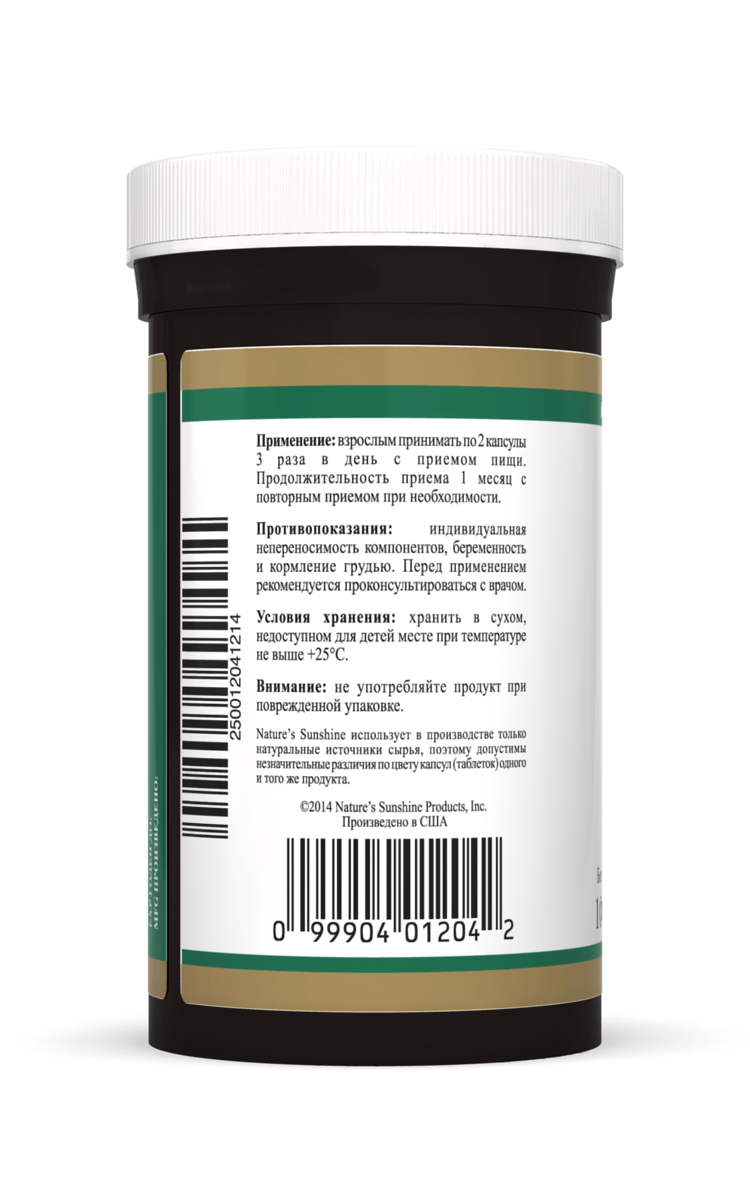 Применение: взрослым принимать по 2 капсулы
3 раза в день с приемом пищи.
Продолжительность приема 1 месяц с
повторным приемом при необходимости.
Противопоказания: индивидуальная
непереносимость компонентов, беременность
и кормление грудью. Перед применением
рекомендуется проконсультироваться с врачом.
Условия хранения: хранить в сухом,
недоступном для детей месте при температуре
не выше +25°C.
Внимание: не употребляйте продукт при
поврежденной упаковке.
Nature's Sunshine использует в производстве только
натуральные источники сырья, поэтому допустимы
незначительные различия по цвету капсул (таблеток) одного
и того же продукта.
©2014 Nature's Sunshine Products, Inc.
Произведено в США
0 99904 01204 2
250012041214
MFG ПРОИЗВЕДЕНО: